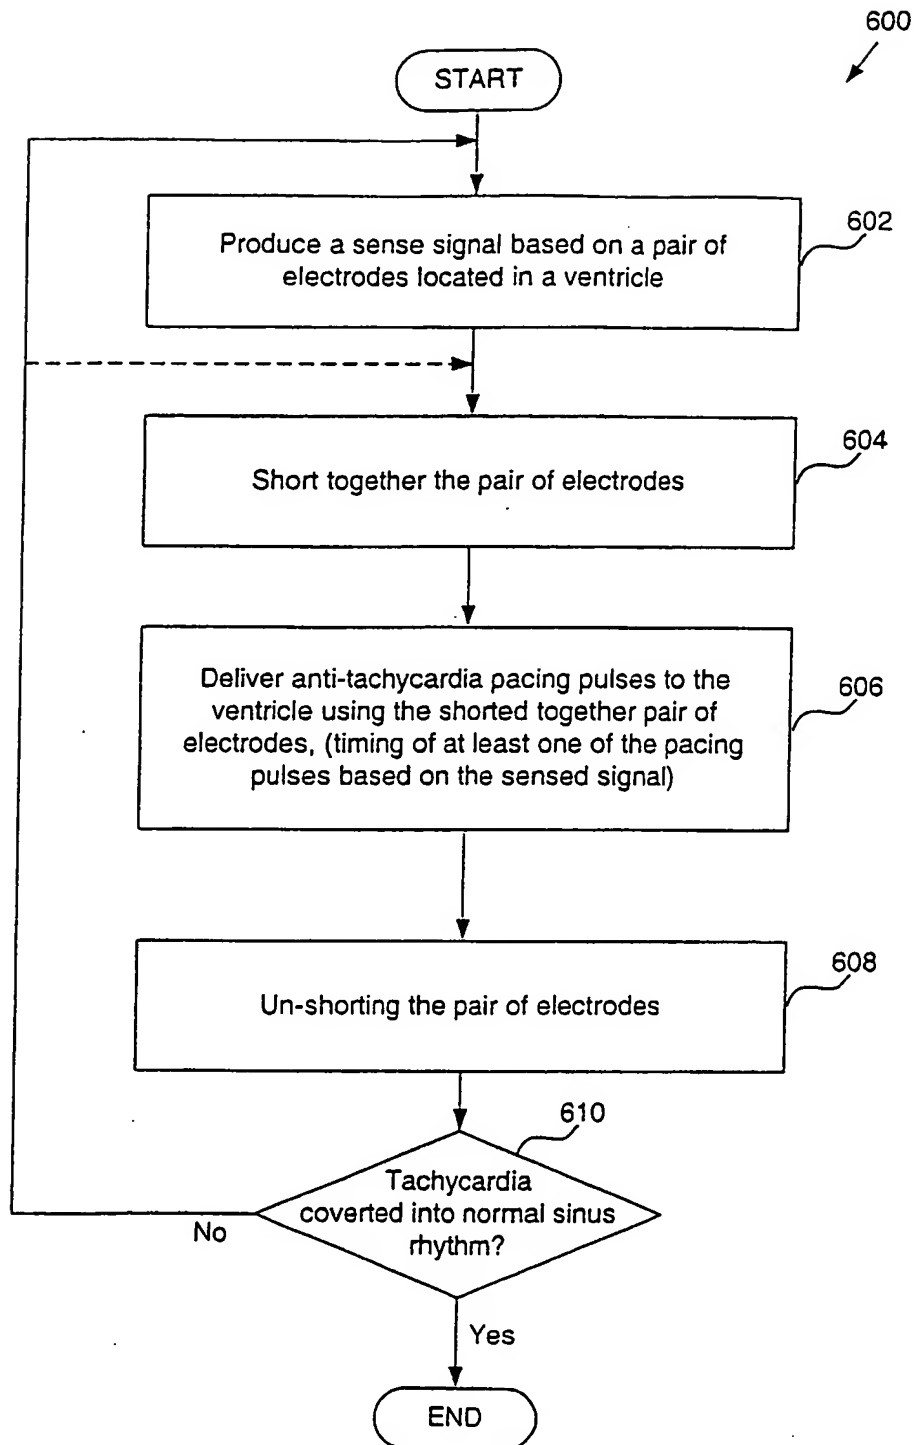 600
START
Produce a sense signal based on a pair of
electrodes located in a ventricle
602
Short together the pair of electrodes
604
Deliver anti-tachycardia pacing pulses to the
ventricle using the shorted together pair of
electrodes, (timing of at least one of the pacing
pulses based on the sensed signal)
606
Un-shorting the pair of electrodes
608
610
Tachycardia
coverted into normal sinus
rhythm?
No
Yes
END